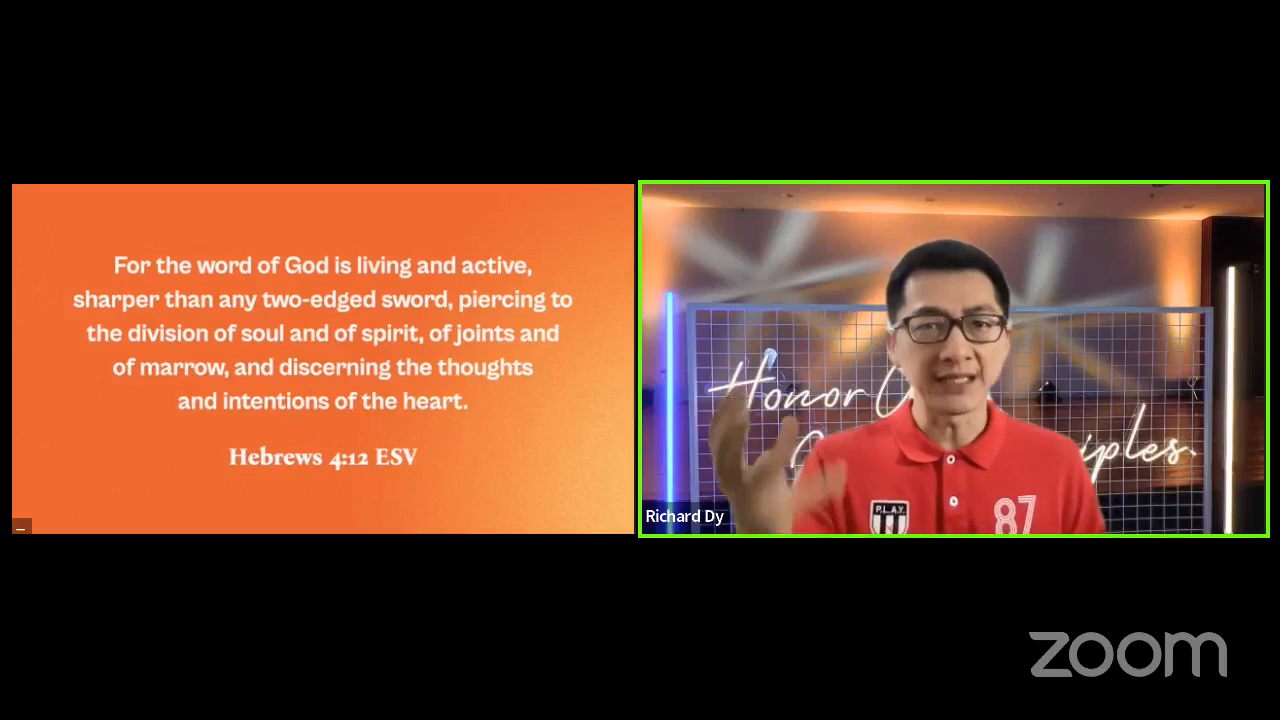 For the word of God is living and active,
sharper than any two-edged sword, piercing to
the division of soul and of spirit, of joints and
of marrow, and discerning the thoughts
and intentions of the heart.
Hebrews 4:12 ESV
Honor
iples
P.L.A.Y.
87
Richard Dy
zoom